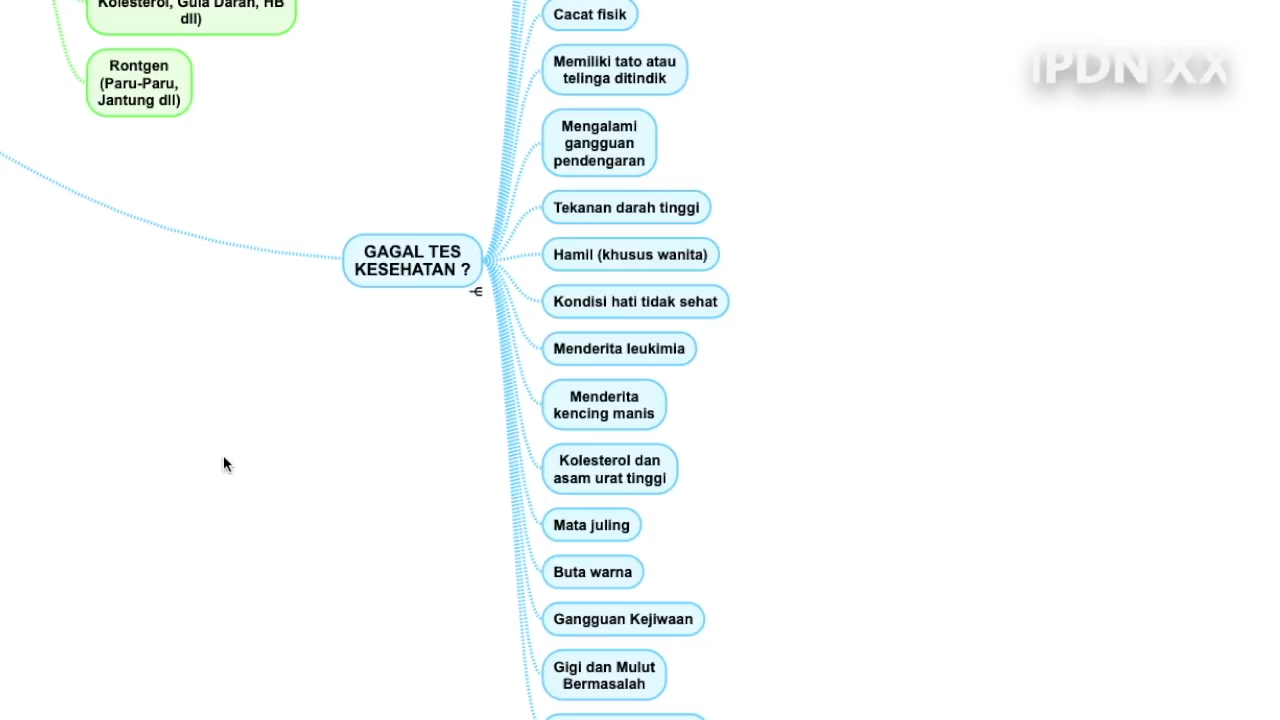 Kolesterol, Gula Darah, HB
dll)
Rontgen
(Paru-Paru,
Jantung dll)
GAGAL TES
KESEHATAN ?
Cacat fisik
Memiliki tato atau
telinga ditindik
Mengalami
gangguan
pendengaran
Tekanan darah tinggi
Hamil (khusus wanita)
Kondisi hati tidak sehat
Menderita leukimia
Menderita
kencing manis
Kolesterol dan
asam urat tinggi
Mata juling
Buta warna
Gangguan Kejiwaan
Gigi dan Mulut
Bermasalah
IPDN XX